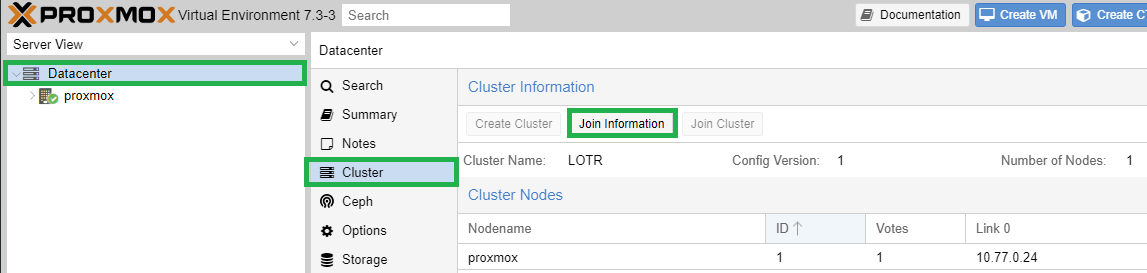 PROXMOX Virtual Environment 7.3-3 Search Documentation Create VM Create C
Server View
Datacenter
proxmox
Datacenter
Search
Summary
Notes
Cluster
Ceph
Options
Storage
Cluster Information
Create Cluster Join Information Join Cluster
Cluster Name: LOTR Config Version: 1 Number of Nodes: 1
Cluster Nodes
Nodename ID Votes Link 0
proxmox 1 1 10.77.0.24